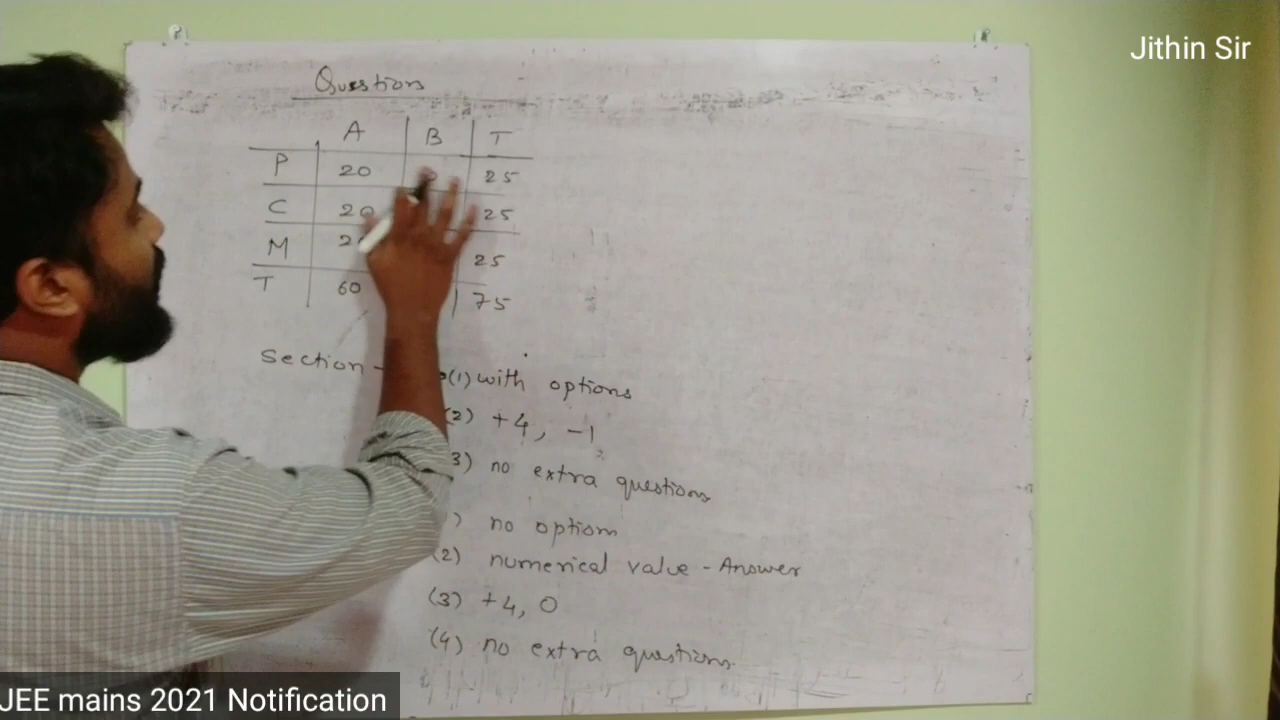 Jithin Sir
Questions
A B T
P 20 25
C 20 25
M 25
T 60 75
Section - (1) with options
(2) +4, -1
3) no extra questions
) no options
(2) numerical value - Answer
(3) +4, 0
(4) no extra questions
JEE mains 2021 Notification